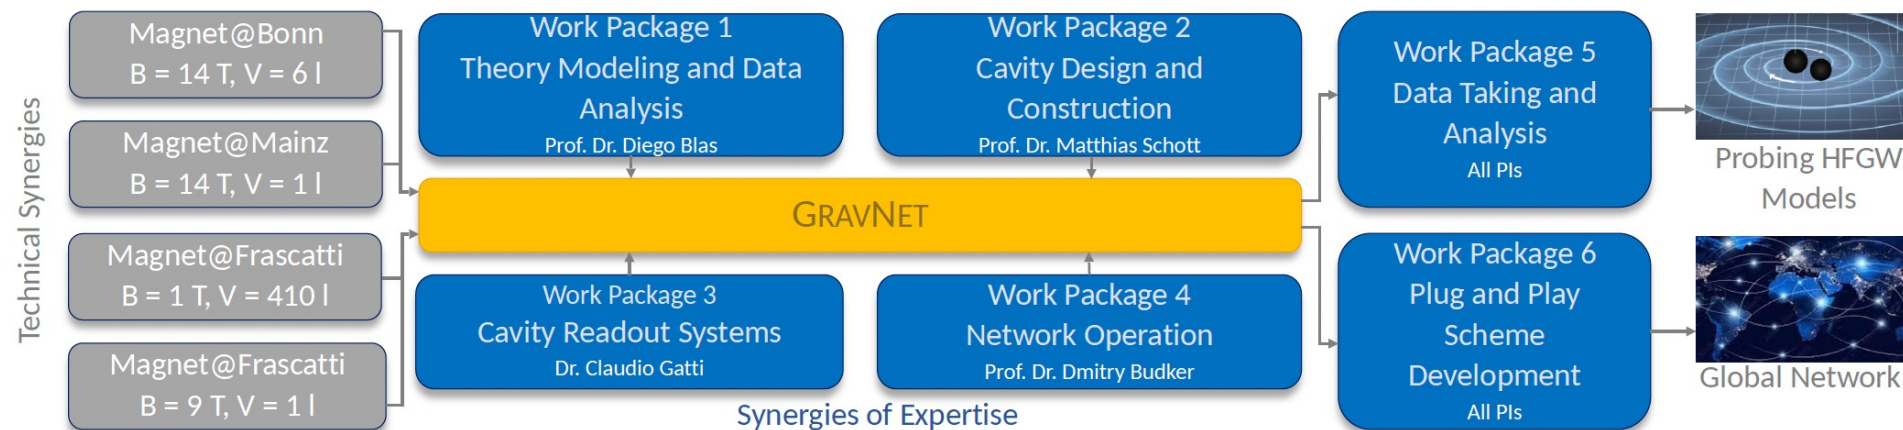 Technical Synergies
Magnet@Bonn
B = 14 T, V = 6 l
Magnet@Mainz
B = 14 T, V = 1 l
Magnet@Frascatti
B = 1 T, V = 410 l
Magnet@Frascatti
B = 9 T, V = 1 l
Work Package 1
Theory Modeling and Data
Analysis
Prof. Dr. Diego Blas
Work Package 2
Cavity Design and
Construction
Prof. Dr. Matthias Schott
GRAVNET
Work Package 3
Cavity Readout Systems
Dr. Claudio Gatti
Work Package 4
Network Operation
Prof. Dr. Dmitry Budker
Synergies of Expertise
Work Package 5
Data Taking and
Analysis
All PIs
Work Package 6
Plug and Play
Scheme
Development
All PIs
Probing HFGW
Models
Global Network